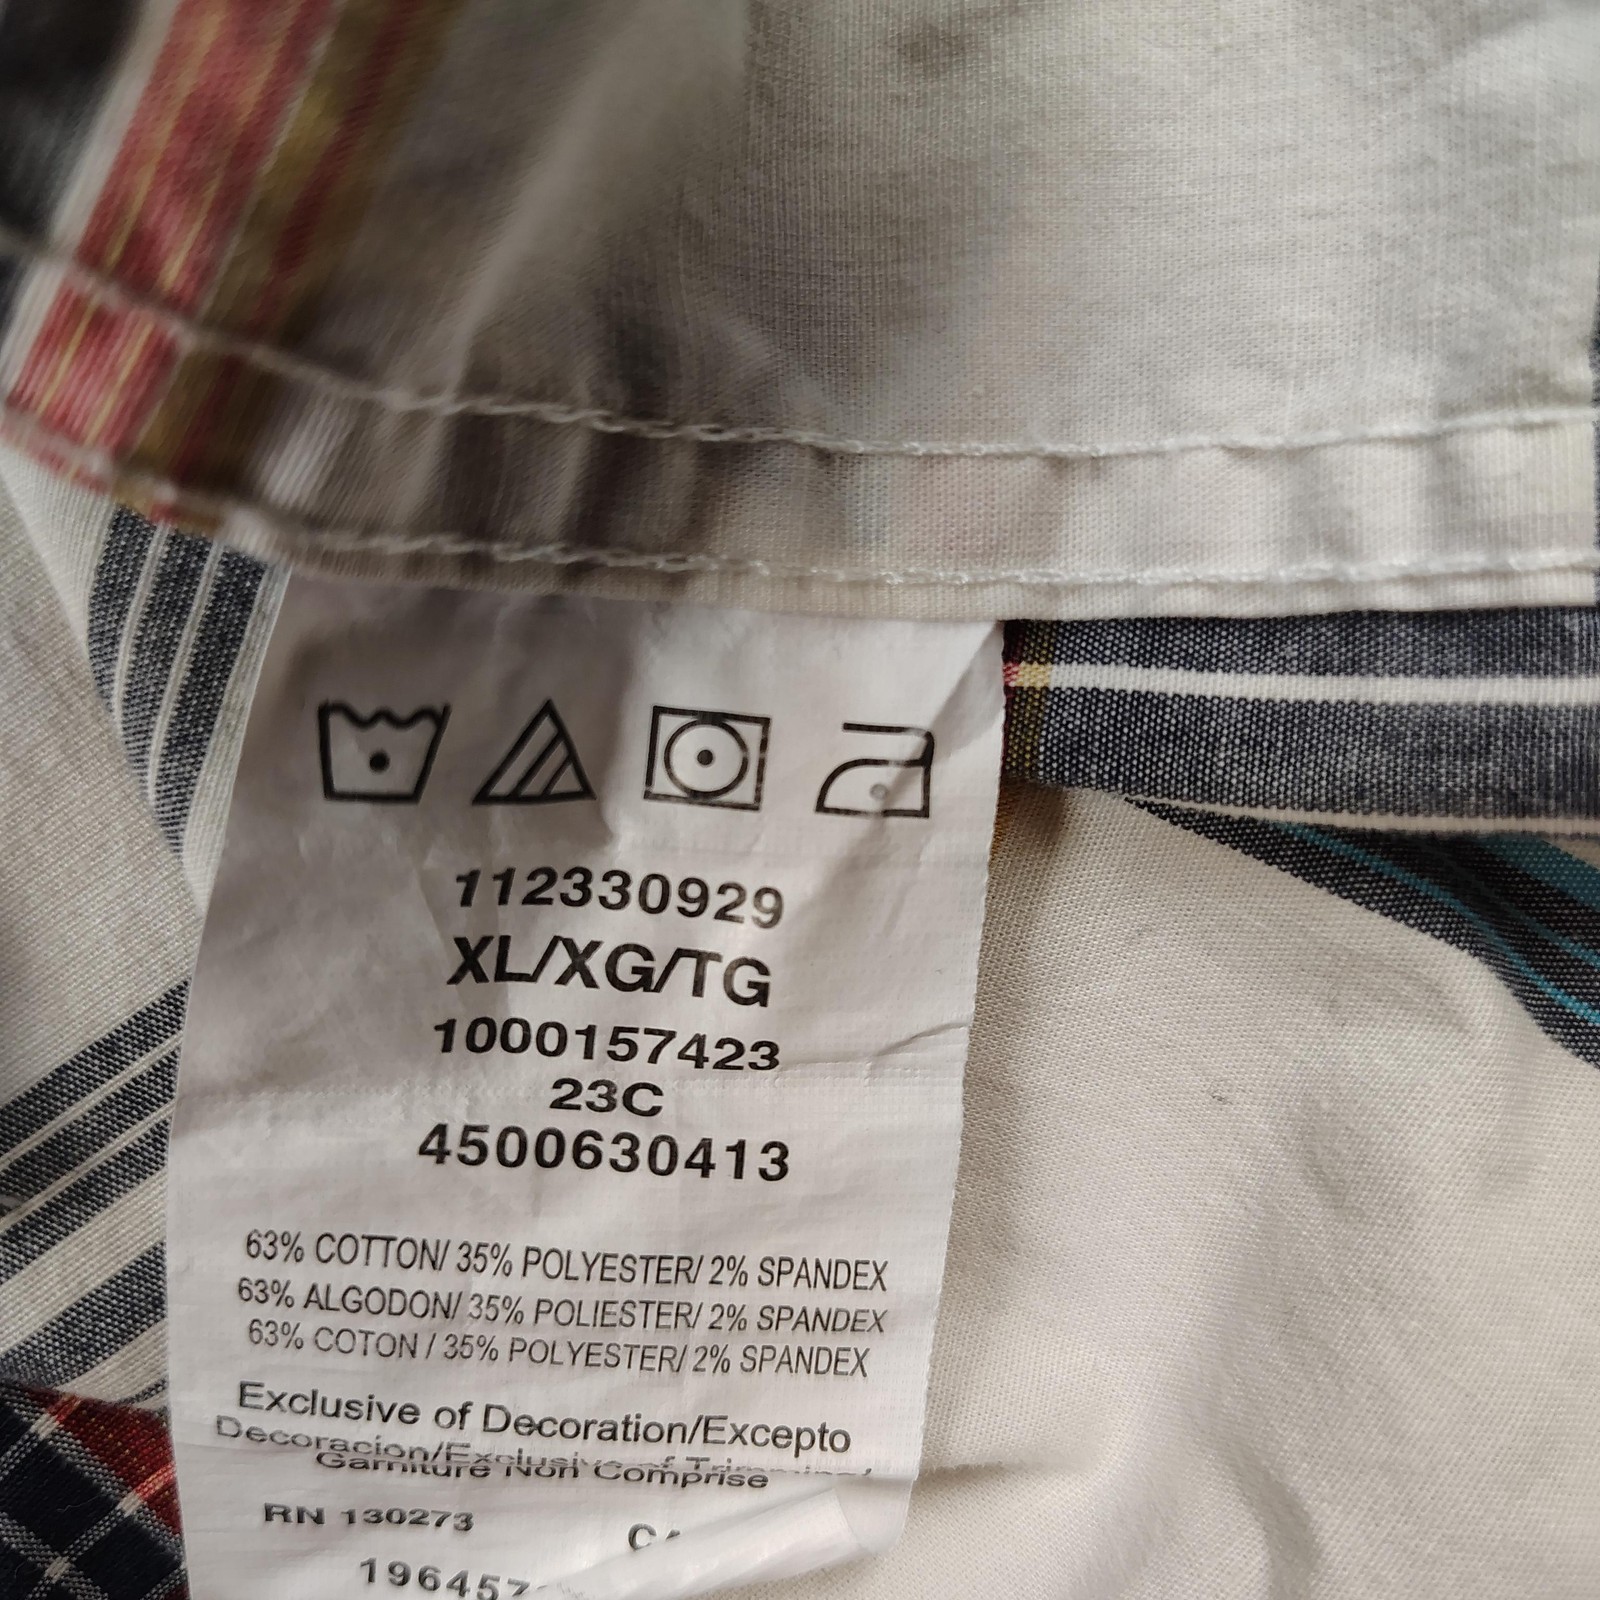 112330929
XL/XG/TG
1000157423
23C
4500630413
63% COTTON/ 35% POLYESTER/ 2% SPANDEX
63% ALGODON/ 35% POLIESTER/ 2% SPANDEX
63% COTON / 35% POLYESTER/ 2% SPANDEX
Exclusive of Decoration/Excepto
Decoracion/Exclusive of Trimming/
Garniture Non Comprise
RN 130273